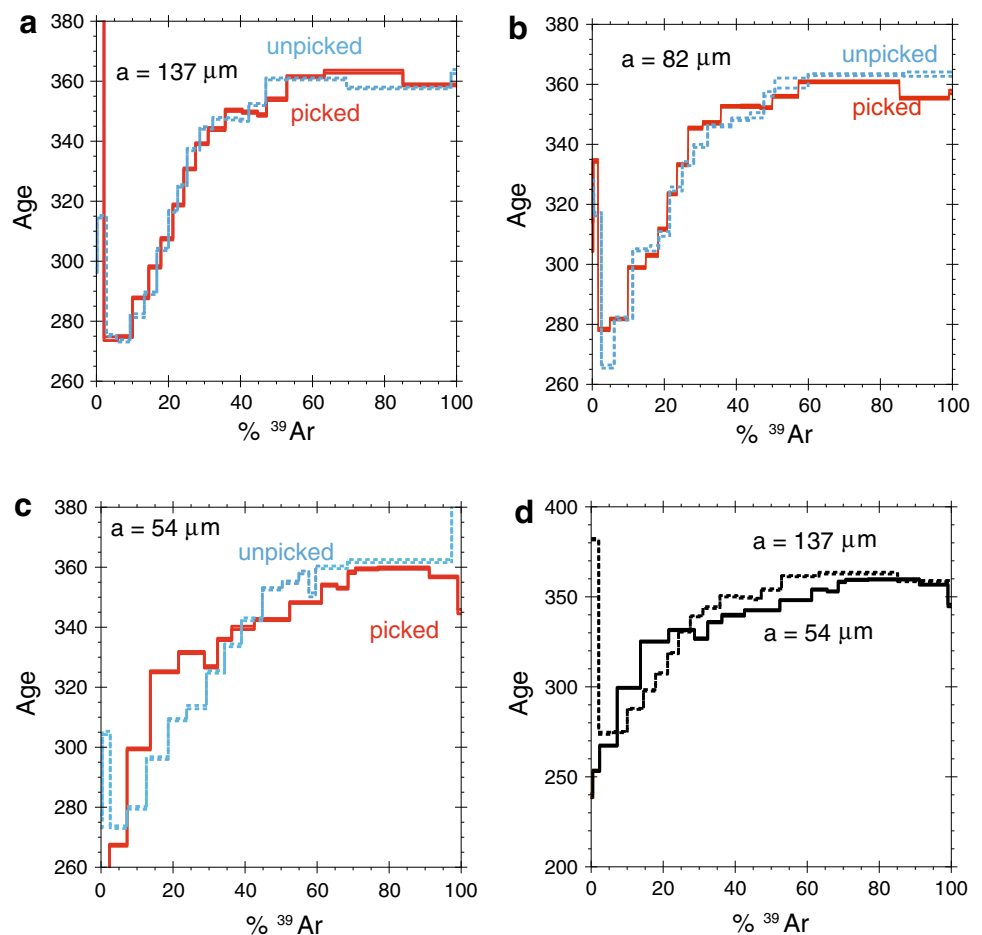 a
380
360
340
320
300
280
260
Age
a = 137 μm
unpicked
picked
0 20 40 60 80 100
% ³⁹Ar
b
380
360
340
320
300
280
260
Age
a = 82 μm
unpicked
picked
0 20 40 60 80 100
% ³⁹Ar
c
380
360
340
320
300
280
260
Age
a = 54 μm
unpicked
picked
0 20 40 60 80 100
% ³⁹Ar
d
400
350
300
250
200
Age
a = 137 μm
a = 54 μm
0 20 40 60 80 100
% ³⁹Ar